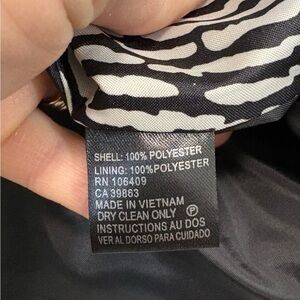 SHELL: 100% POLYESTER
LINING: 100%POLYESTER
RN 106409
CA 39863
MADE IN VIETNAM
DRY CLEAN ONLY
INSTRUCTIONS AU DOS
VER AL DORSO PARA CUIDADO